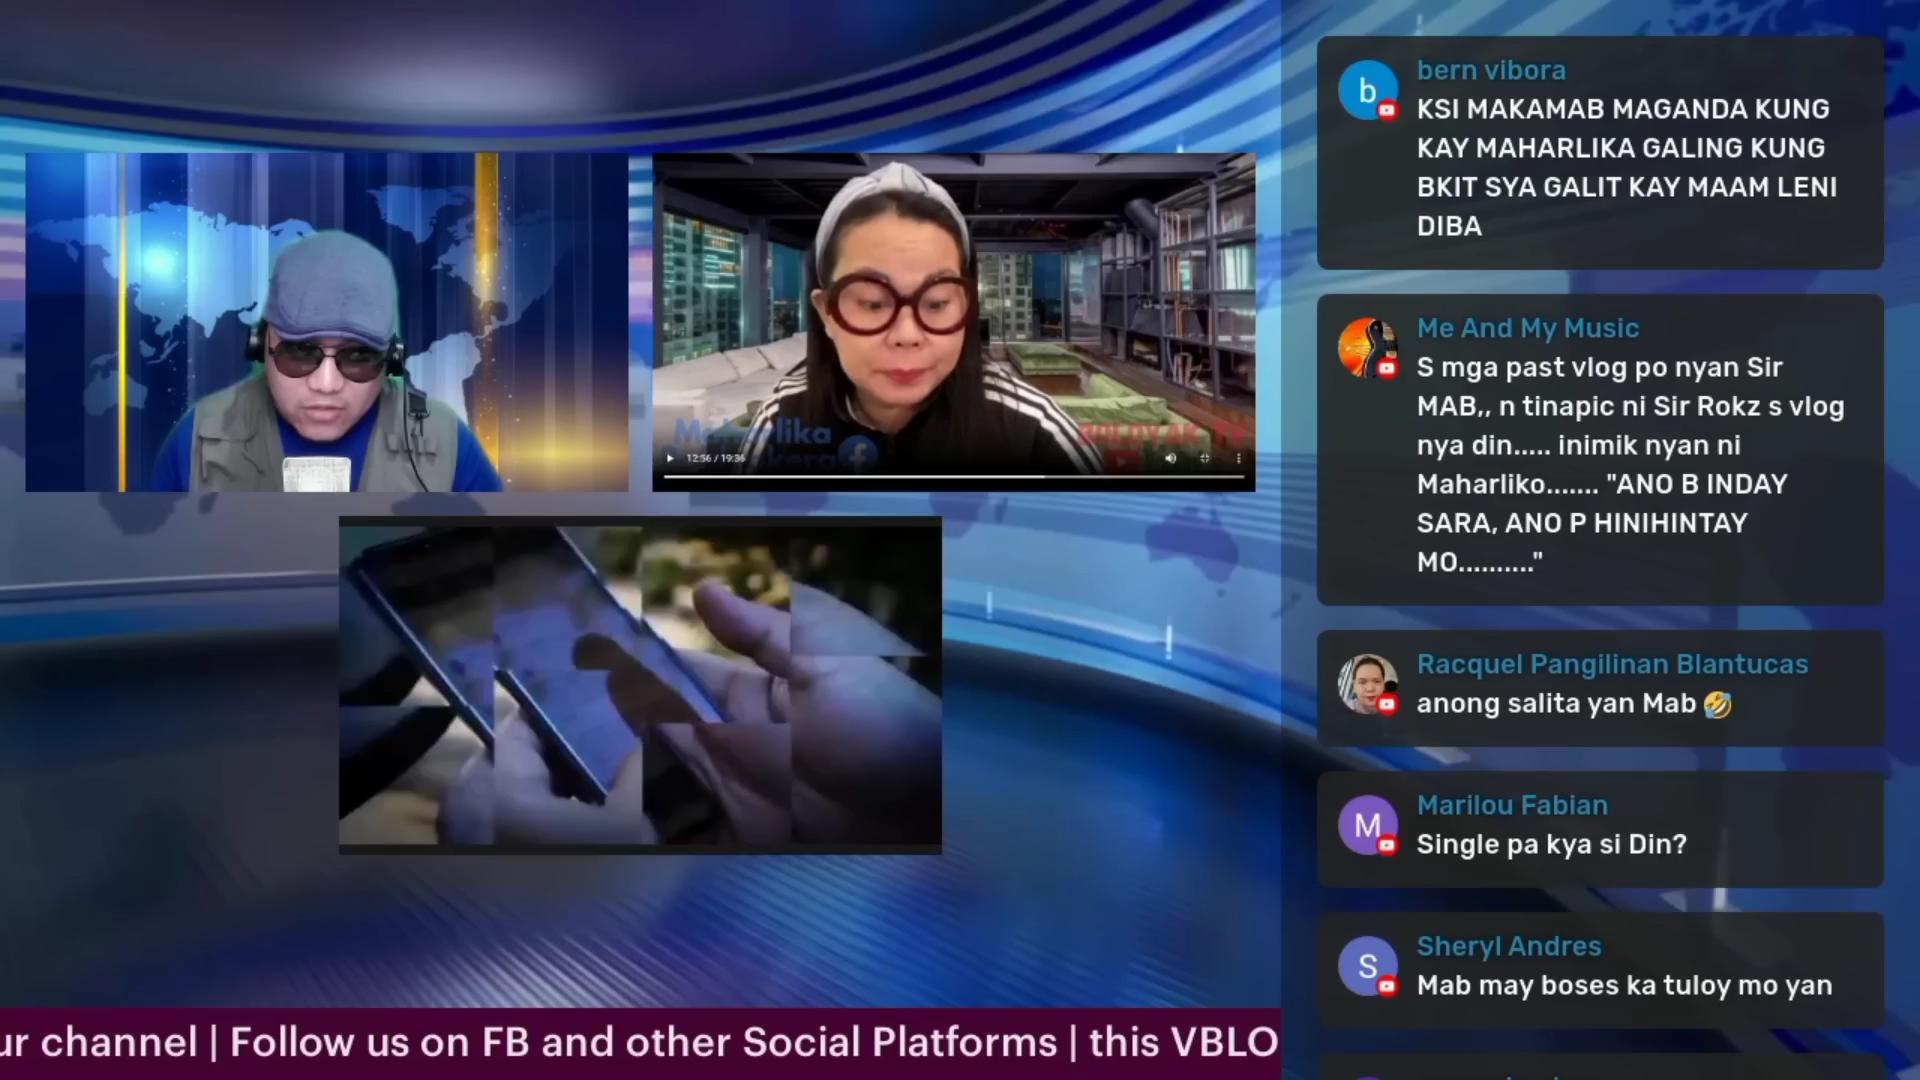 b
bern vibora
KSI MAKAMAB MAGANDA KUNG
KAY MAHARLIKA GALING KUNG
BKIT SYA GALIT KAY MAAM LENI
DIBA
Me And My Music
S mga past vlog po nyan Sir
MAB,, n tinapic ni Sir Rokz s vlog
nya din..... inimik nyan ni
Maharliko....... "ANO B INDAY
SARA, ANO P HINIHINTAY
MO.........."
Racquel Pangilinan Blantucas
anong salita yan Mab 🤣
M
Marilou Fabian
Single pa kya si Din?
S
Sheryl Andres
Mab may boses ka tuloy mo yan
12:56 / 19:36
ur channel | Follow us on FB and other Social Platforms | this VBLO